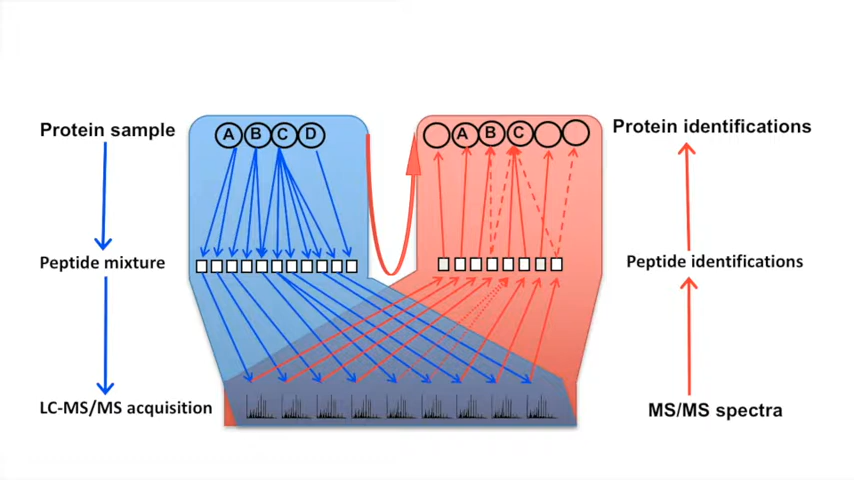 Protein sample
A B C D
A B C
Protein identifications
Peptide mixture
Peptide identifications
LC-MS/MS acquisition
MS/MS spectra